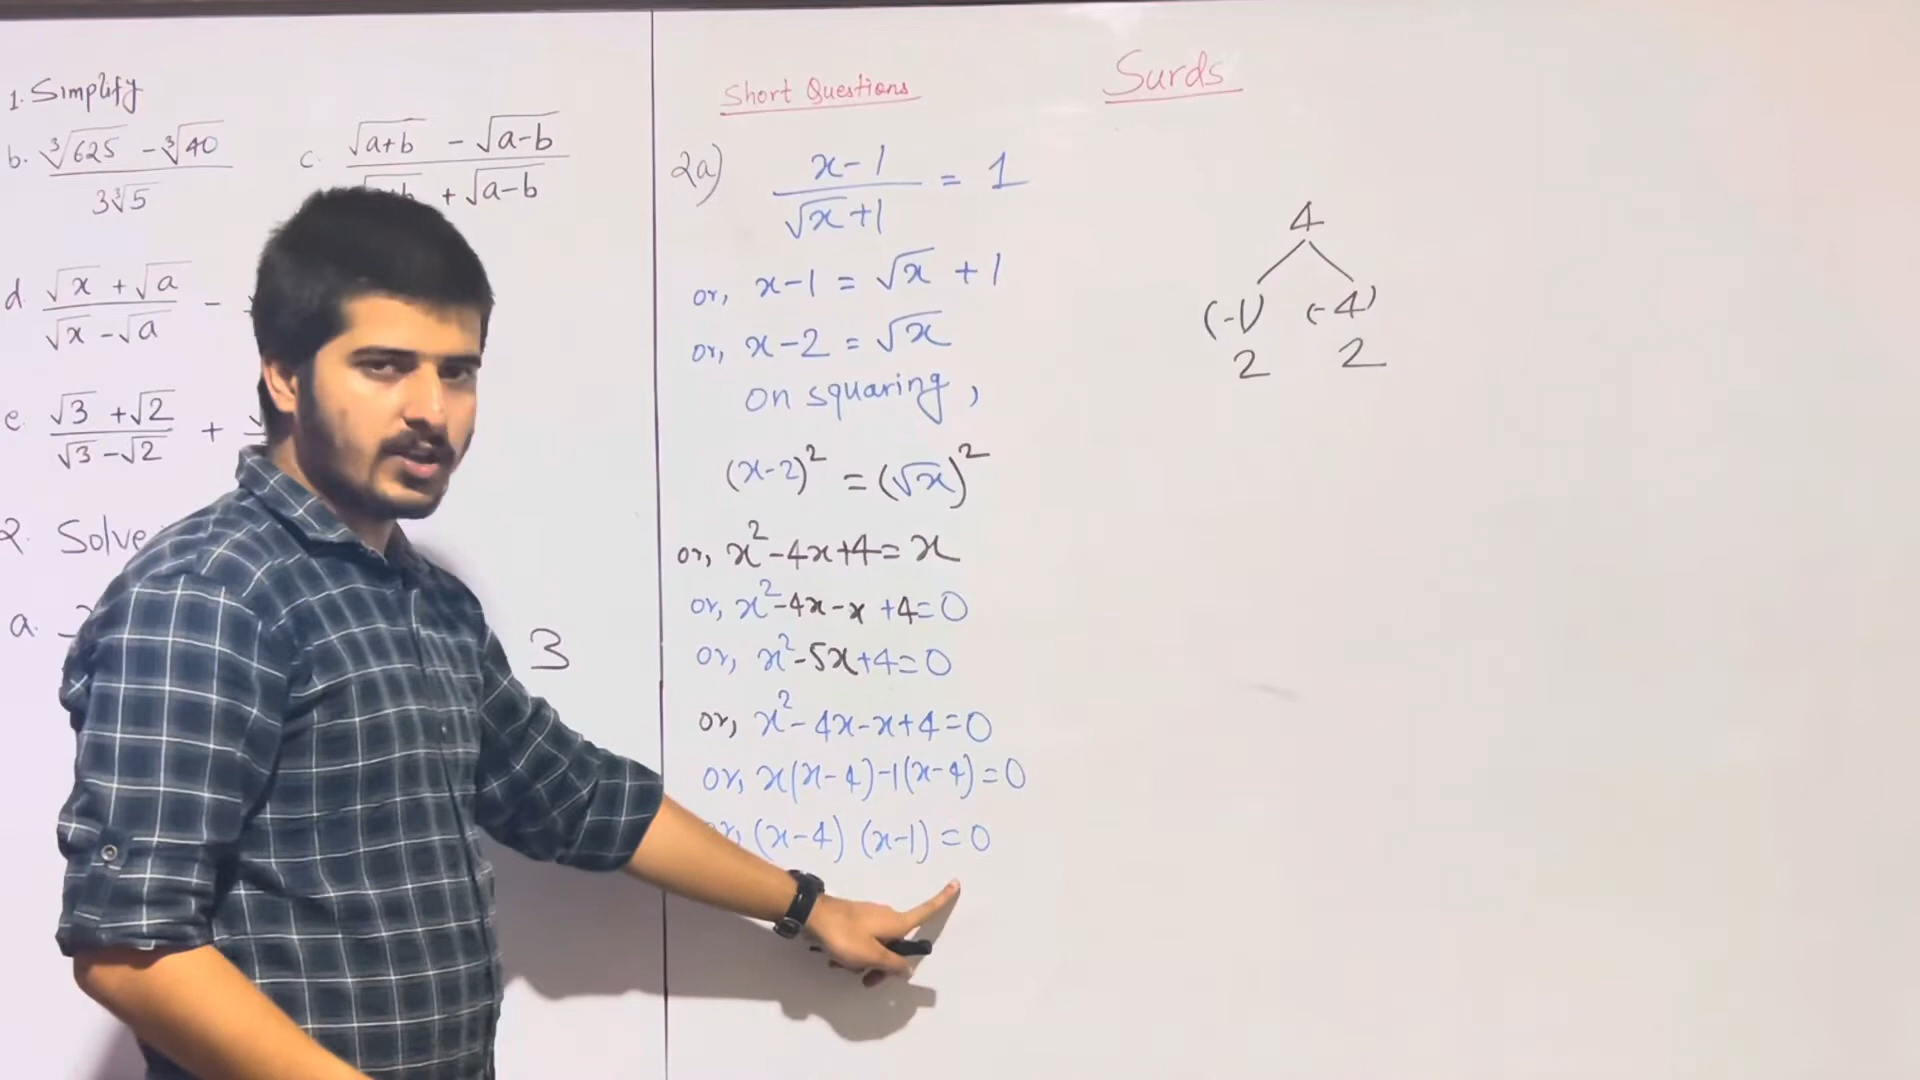 1. Simplify
b. (∛625 - ∛40)/(3∛5)
c. (√(a+b) - √(a-b))/(√(a+b) + √(a-b))
d. (√x + √a)/(√x - √a) -
e. (√3 + √2)/(√3 - √2) +
2. Solve
a.
3
Short Questions
2a) (x-1)/(√x+1) = 1
or, x-1 = √x + 1
or, x-2 = √x
on squaring,
(x-2)² = (√x)²
or, x²-4x+4=x
or, x²-4x-x+4=0
or, x²-5x+4=0
or, x²-4x-x+4=0
or, x(x-4)-1(x-4)=0
or, (x-4) (x-1)=0
Surds
4
(-1) (-4)
2 2